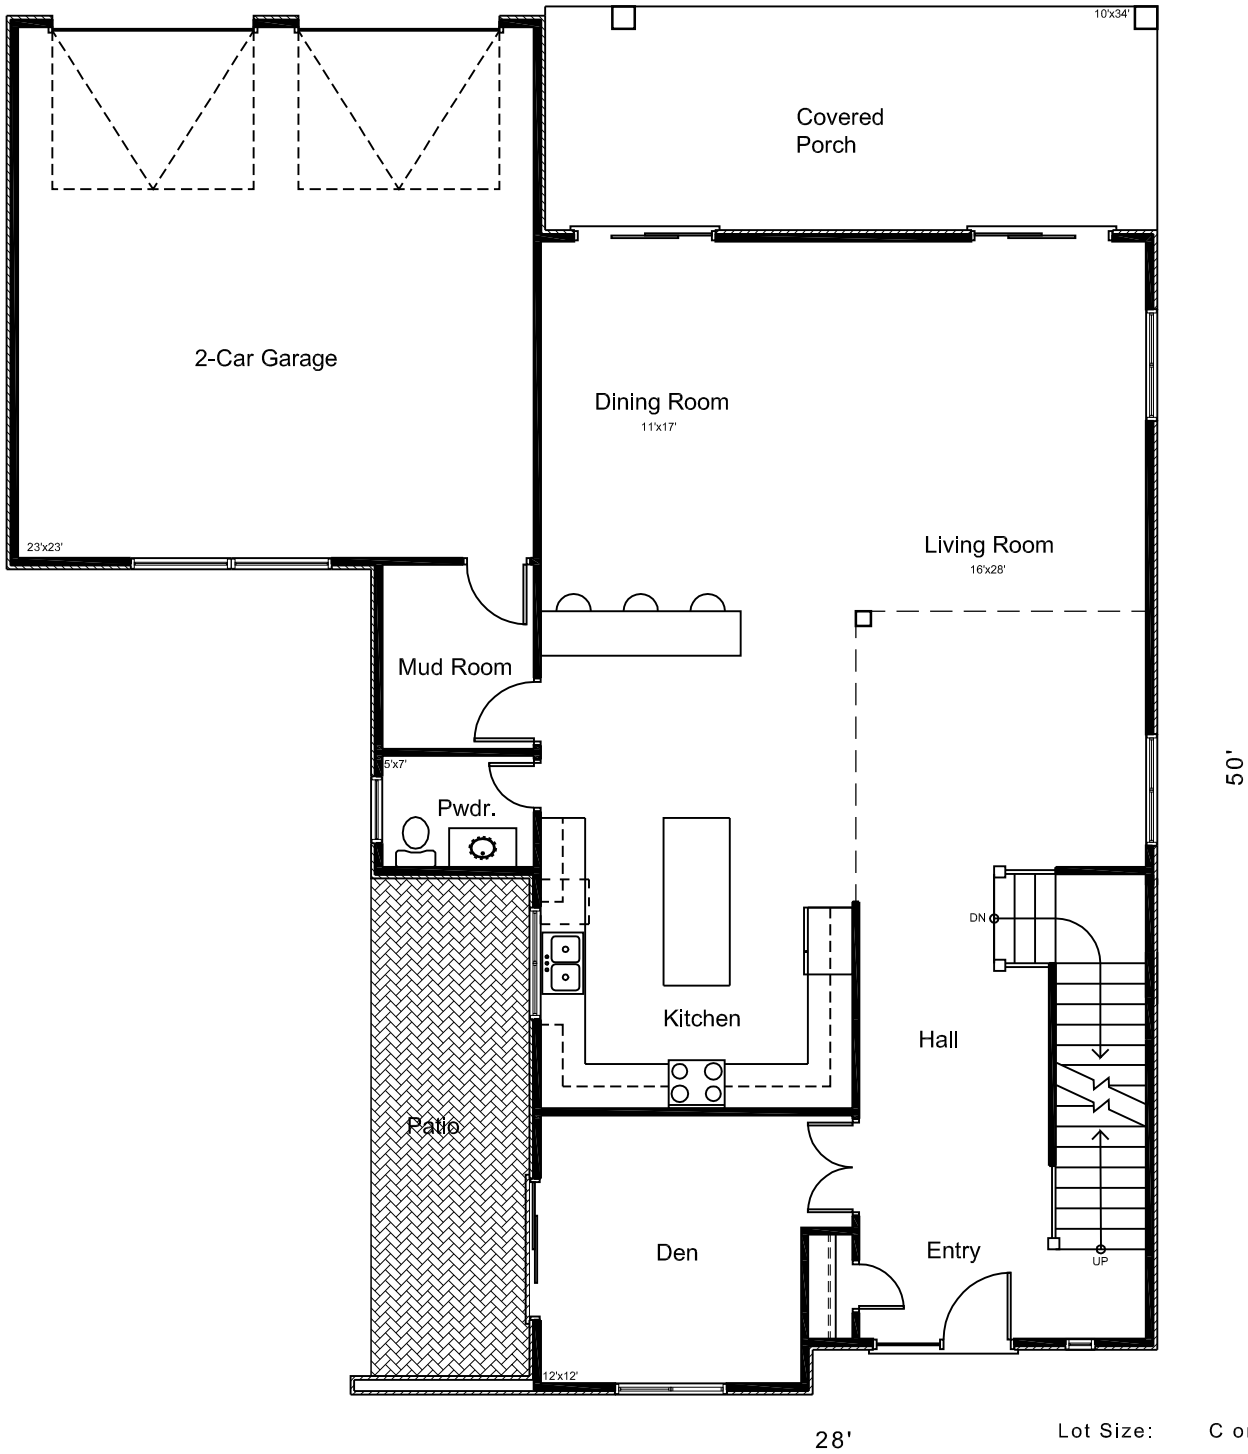 10'x34'
Covered
Porch
2-Car Garage
Dining Room
11'x17'
23'x23'
Living Room
16'x28'
Mud Room
50'
5'x7'
Pwdr.
DN
Kitchen
Hall
Patio
Den
Entry
UP
12'x12'
28'
Lot Size: C